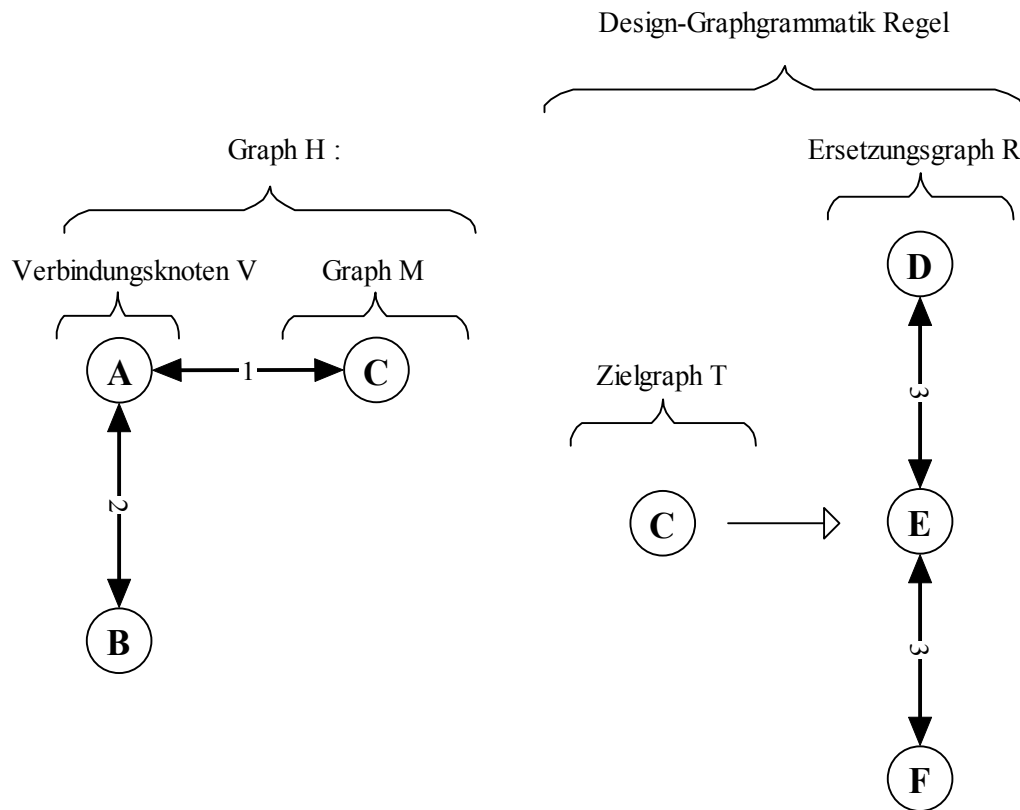 Design-Graphgrammatik Regel
Graph H :
Ersetzungsgraph R
Verbindungsknoten V
Graph M
D
A
1
C
Zielgraph T
3
2
C
E
B
3
F